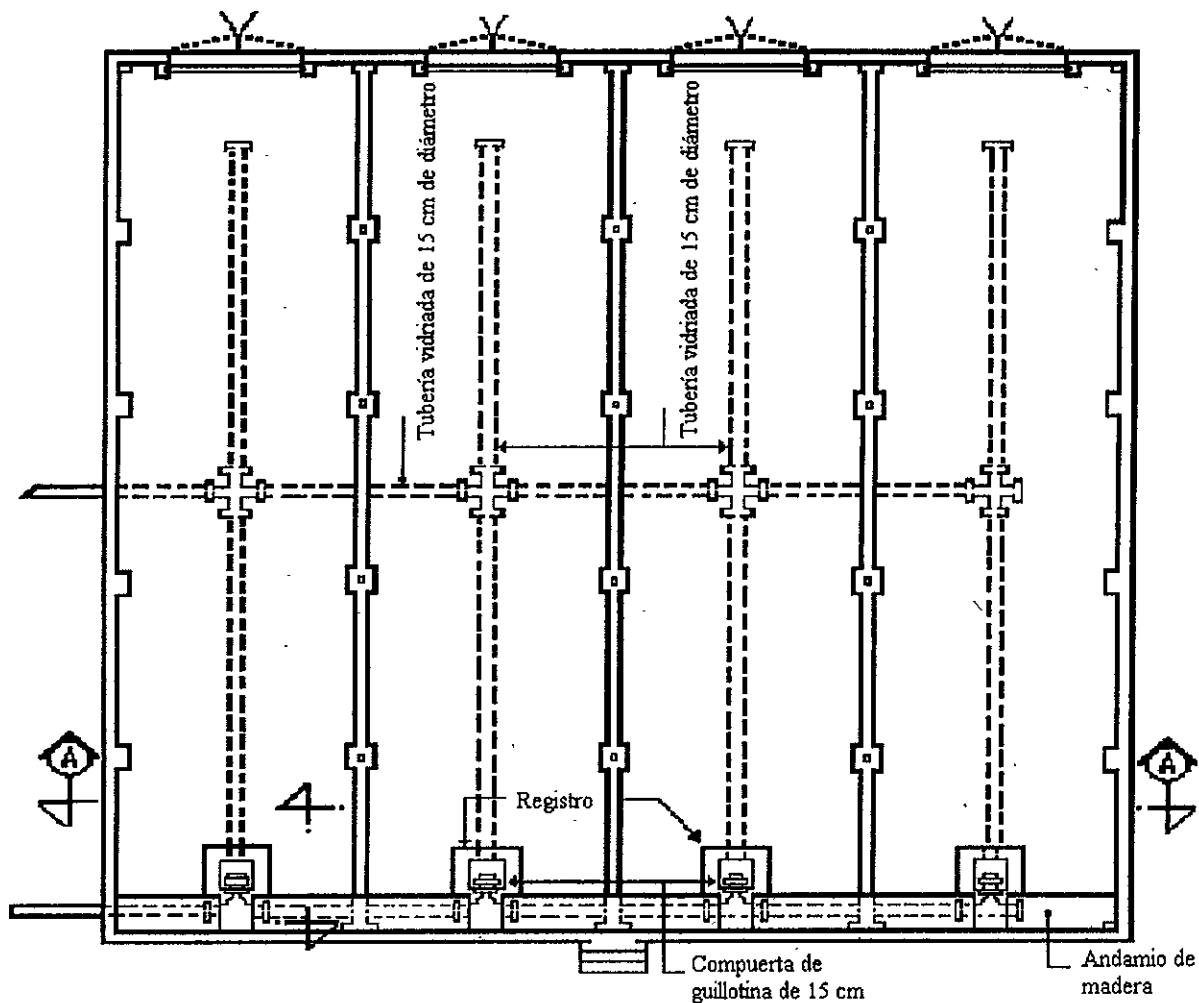 Tubería vidriada de 15 cm de diámetro
Tubería vidriada de 15 cm de diámetro
A
A
Registro
Compuerta de
guillotina de 15 cm
Andamio de
madera